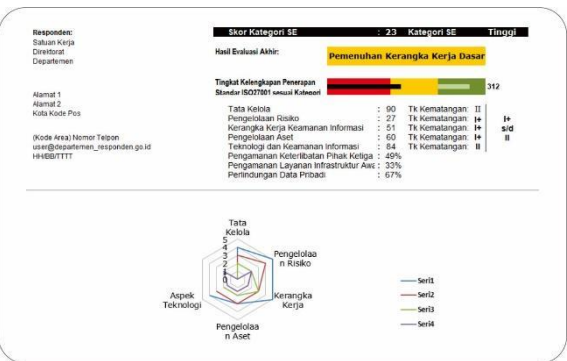 Responden:
Satuan Kerja
Direktorat
Departemen
Alamat 1
Alamat 2
Kota Kode Pos
(Kode Area) Nomor Telpon
user@departemen_responden.go.id
HH/BB/TTTT
Skor Kategori SE : 23 Kategori SE Tinggi
Hasil Evaluasi Akhir: Pemenuhan Kerangka Kerja Dasar
Tingkat Kelengkapan Penerapan
Standar ISO27001 sesuai Kategori 312
Tata Kelola : 90 Tk Kematangan: II
Pengelolaan Risiko : 27 Tk Kematangan: I+ I+
Kerangka Kerja Keamanan Informasi : 51 Tk Kematangan: I+ s/d
Pengelolaan Aset : 60 Tk Kematangan: I+ II
Teknologi dan Keamanan Informasi : 84 Tk Kematangan: II
Pengamanan Keterlibatan Pihak Ketiga : 49%
Pengamanan Layanan Infrastruktur Awa : 33%
Perlindungan Data Pribadi : 67%
Tata
Kelola
5
4
3
2
1
0
Pengelolaa
n Risiko
Kerangka
Kerja
Pengelolaa
n Aset
Aspek
Teknologi
Seri1
Seri2
Seri3
Seri4